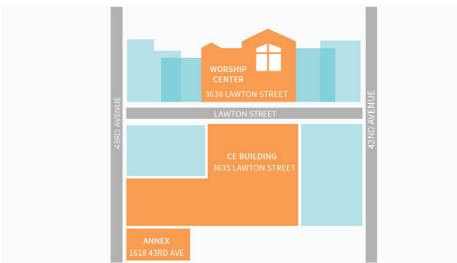 WORSHIP
CENTER
3638 LAWTON STREET
LAWTON STREET
43RD AVENUE
42ND AVENUE
CE BUILDING
3635 LAWTON STREET
ANNEX
1618 43RD AVE